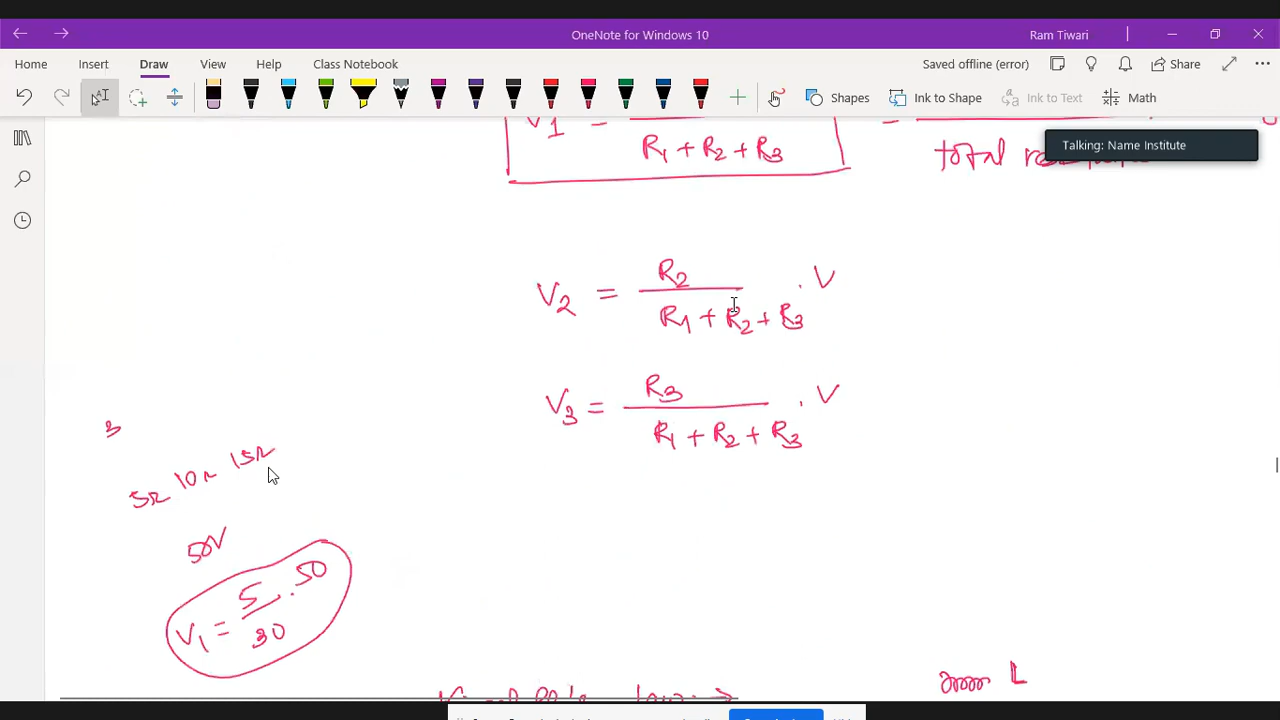 OneNote for Windows 10
Ram Tiwari
Home Insert Draw View Help Class Notebook
Saved offline (error)
Share
Shapes
Ink to Shape
Ink to Text
Math
Talking: Name Institute
V1 =
R1 + R2 + R3
=
total
V2 = R2
R1 + R2 + R3
. V
V3 = R3
R1 + R2 + R3
. V
3
5Ω 10Ω 15Ω
50V
V1 = 5
30
. 50